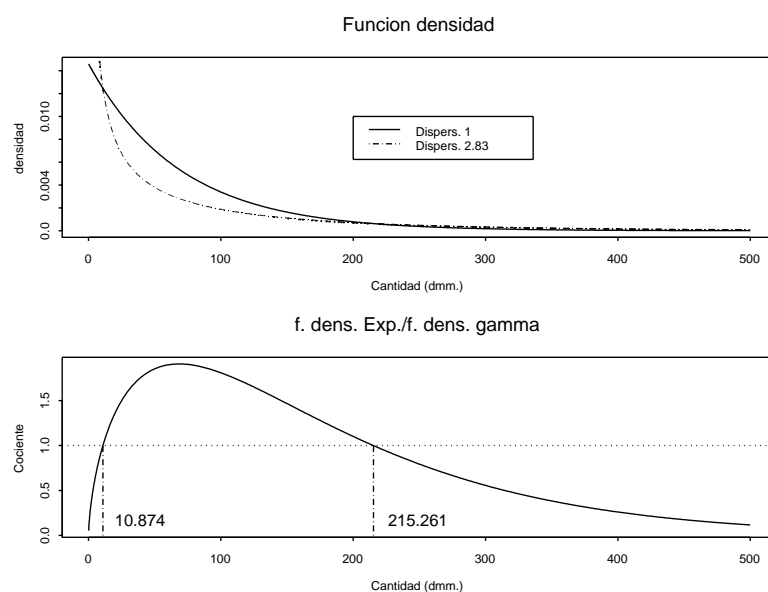 Funcion densidad
densidad
0.010
0.004
0.0
Dispers. 1
Dispers. 2.83
0 100 200 300 400 500
Cantidad (dmm.)
f. dens. Exp./f. dens. gamma
Cociente
1.5
1.0
0.5
0.0
10.874 215.261
0 100 200 300 400 500
Cantidad (dmm.)